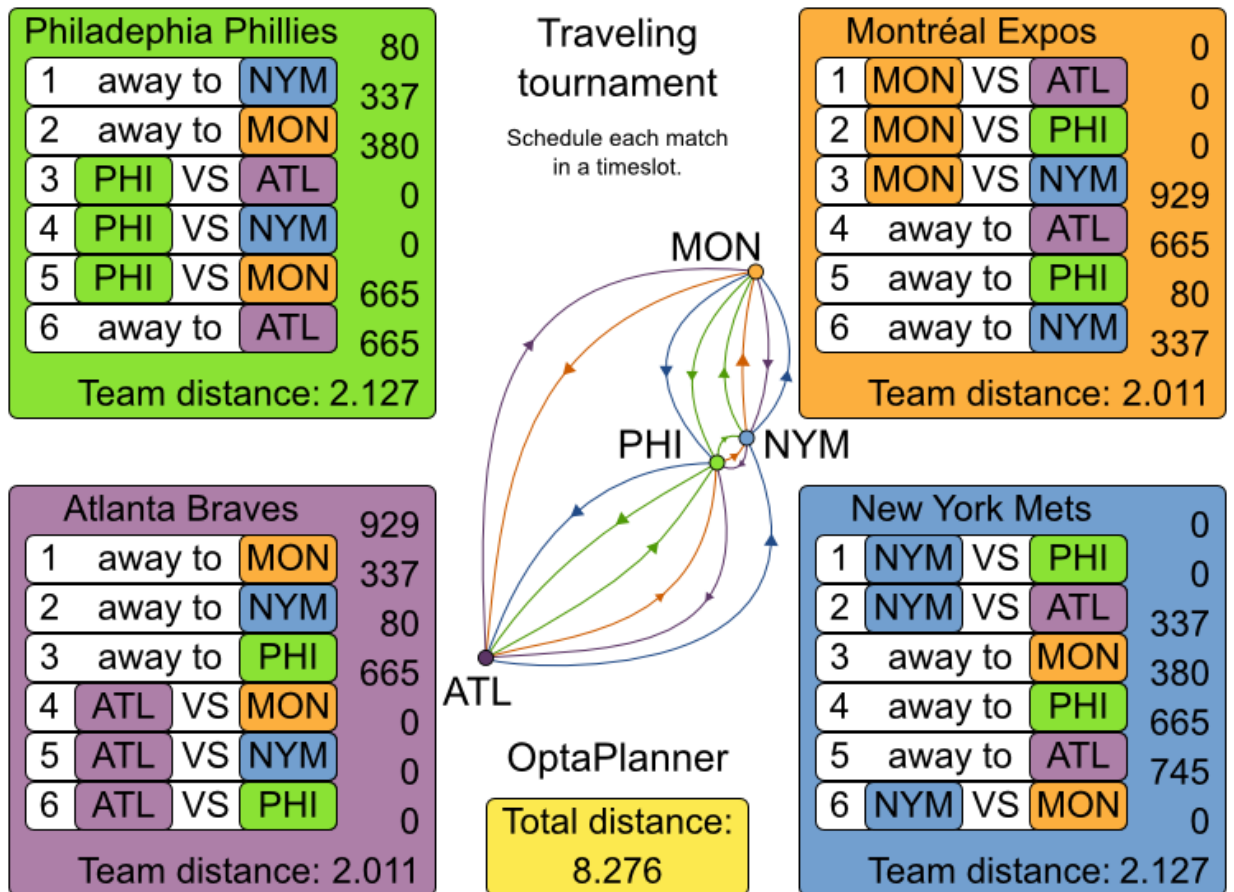 Philadephia Phillies
80
1 away to NYM
337
2 away to MON
380
3 PHI VS ATL
0
4 PHI VS NYM
0
5 PHI VS MON
665
6 away to ATL
665
Team distance: 2.127
Traveling
tournament
Schedule each match
in a timeslot.
Montréal Expos
0
1 MON VS ATL
0
2 MON VS PHI
0
3 MON VS NYM
929
4 away to ATL
665
5 away to PHI
80
6 away to NYM
337
Team distance: 2.011
MON
PHI
NYM
ATL
Atlanta Braves
929
1 away to MON
337
2 away to NYM
80
3 away to PHI
665
4 ATL VS MON
0
5 ATL VS NYM
0
6 ATL VS PHI
0
Team distance: 2.011
OptaPlanner
Total distance:
8.276
New York Mets
0
1 NYM VS PHI
0
2 NYM VS ATL
337
3 away to MON
380
4 away to PHI
665
5 away to ATL
745
6 NYM VS MON
0
Team distance: 2.127